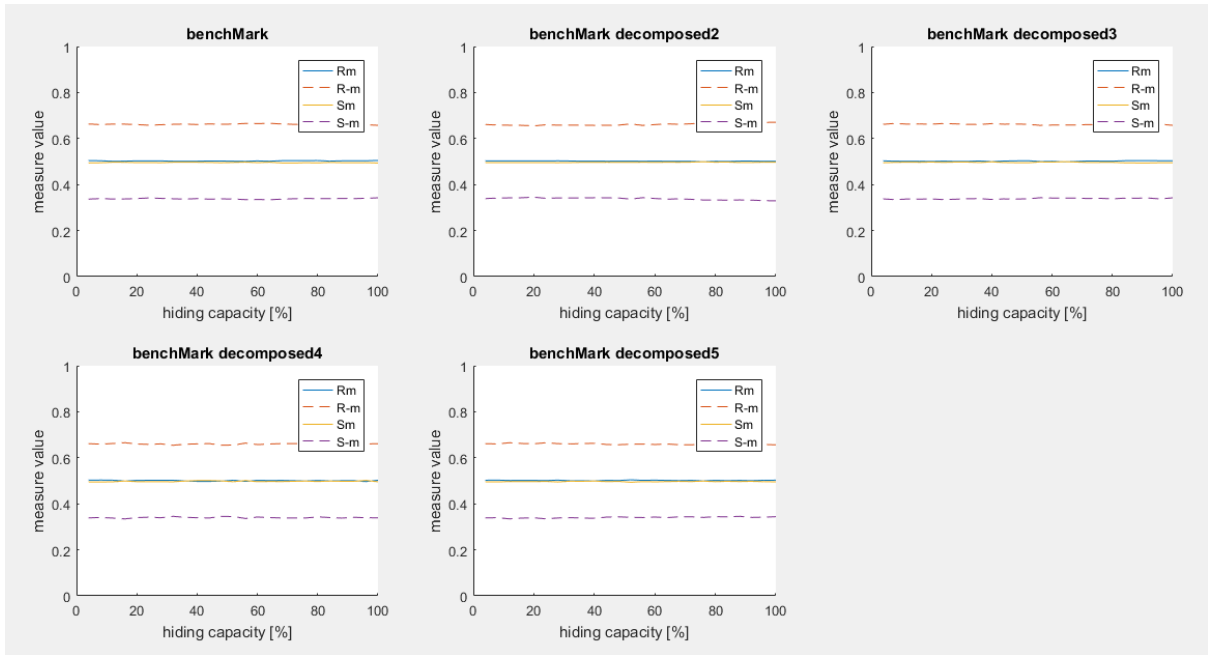 benchMark
1
0.8
0.6
0.4
0.2
0
measure value
0 20 40 60 80 100
hiding capacity [%]
Rm
R-m
Sm
S-m
benchMark decomposed2
1
0.8
0.6
0.4
0.2
0
measure value
0 20 40 60 80 100
hiding capacity [%]
Rm
R-m
Sm
S-m
benchMark decomposed3
1
0.8
0.6
0.4
0.2
0
measure value
0 20 40 60 80 100
hiding capacity [%]
Rm
R-m
Sm
S-m
benchMark decomposed4
1
0.8
0.6
0.4
0.2
0
measure value
0 20 40 60 80 100
hiding capacity [%]
Rm
R-m
Sm
S-m
benchMark decomposed5
1
0.8
0.6
0.4
0.2
0
measure value
0 20 40 60 80 100
hiding capacity [%]
Rm
R-m
Sm
S-m